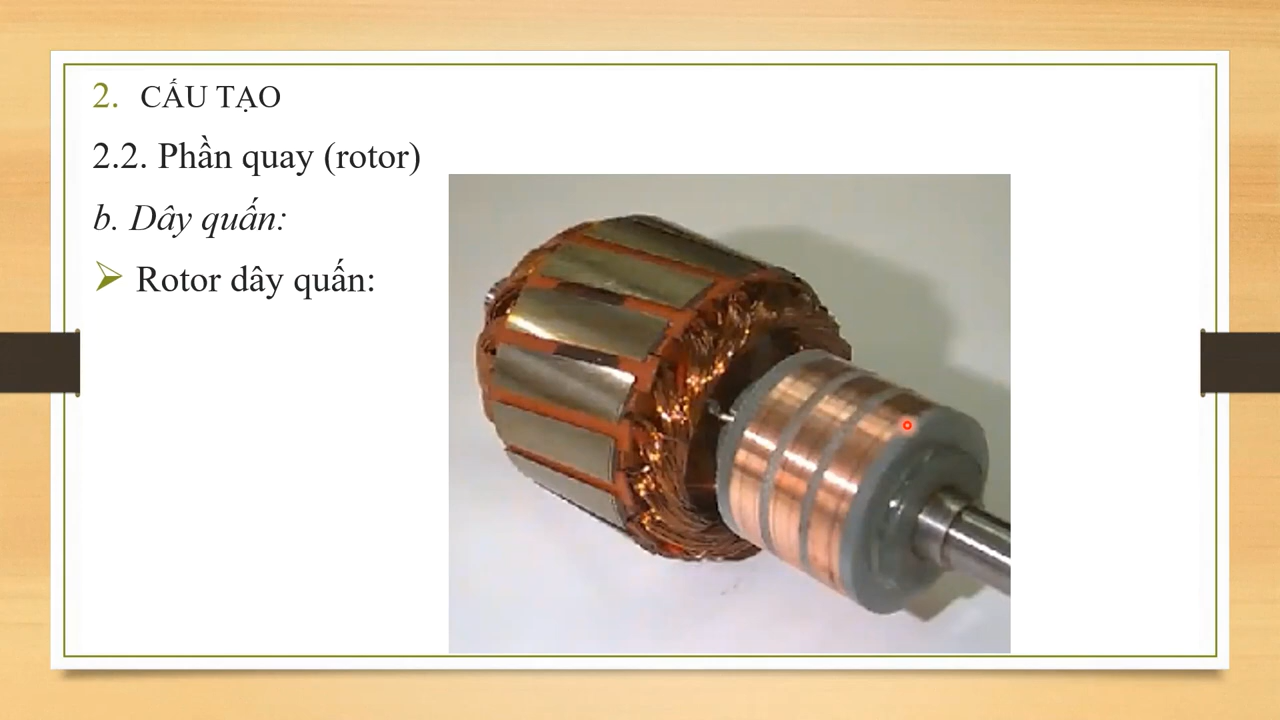 2. CẤU TẠO
2.2. Phần quay (rotor)
b. Dây quấn:
Rotor dây quấn: